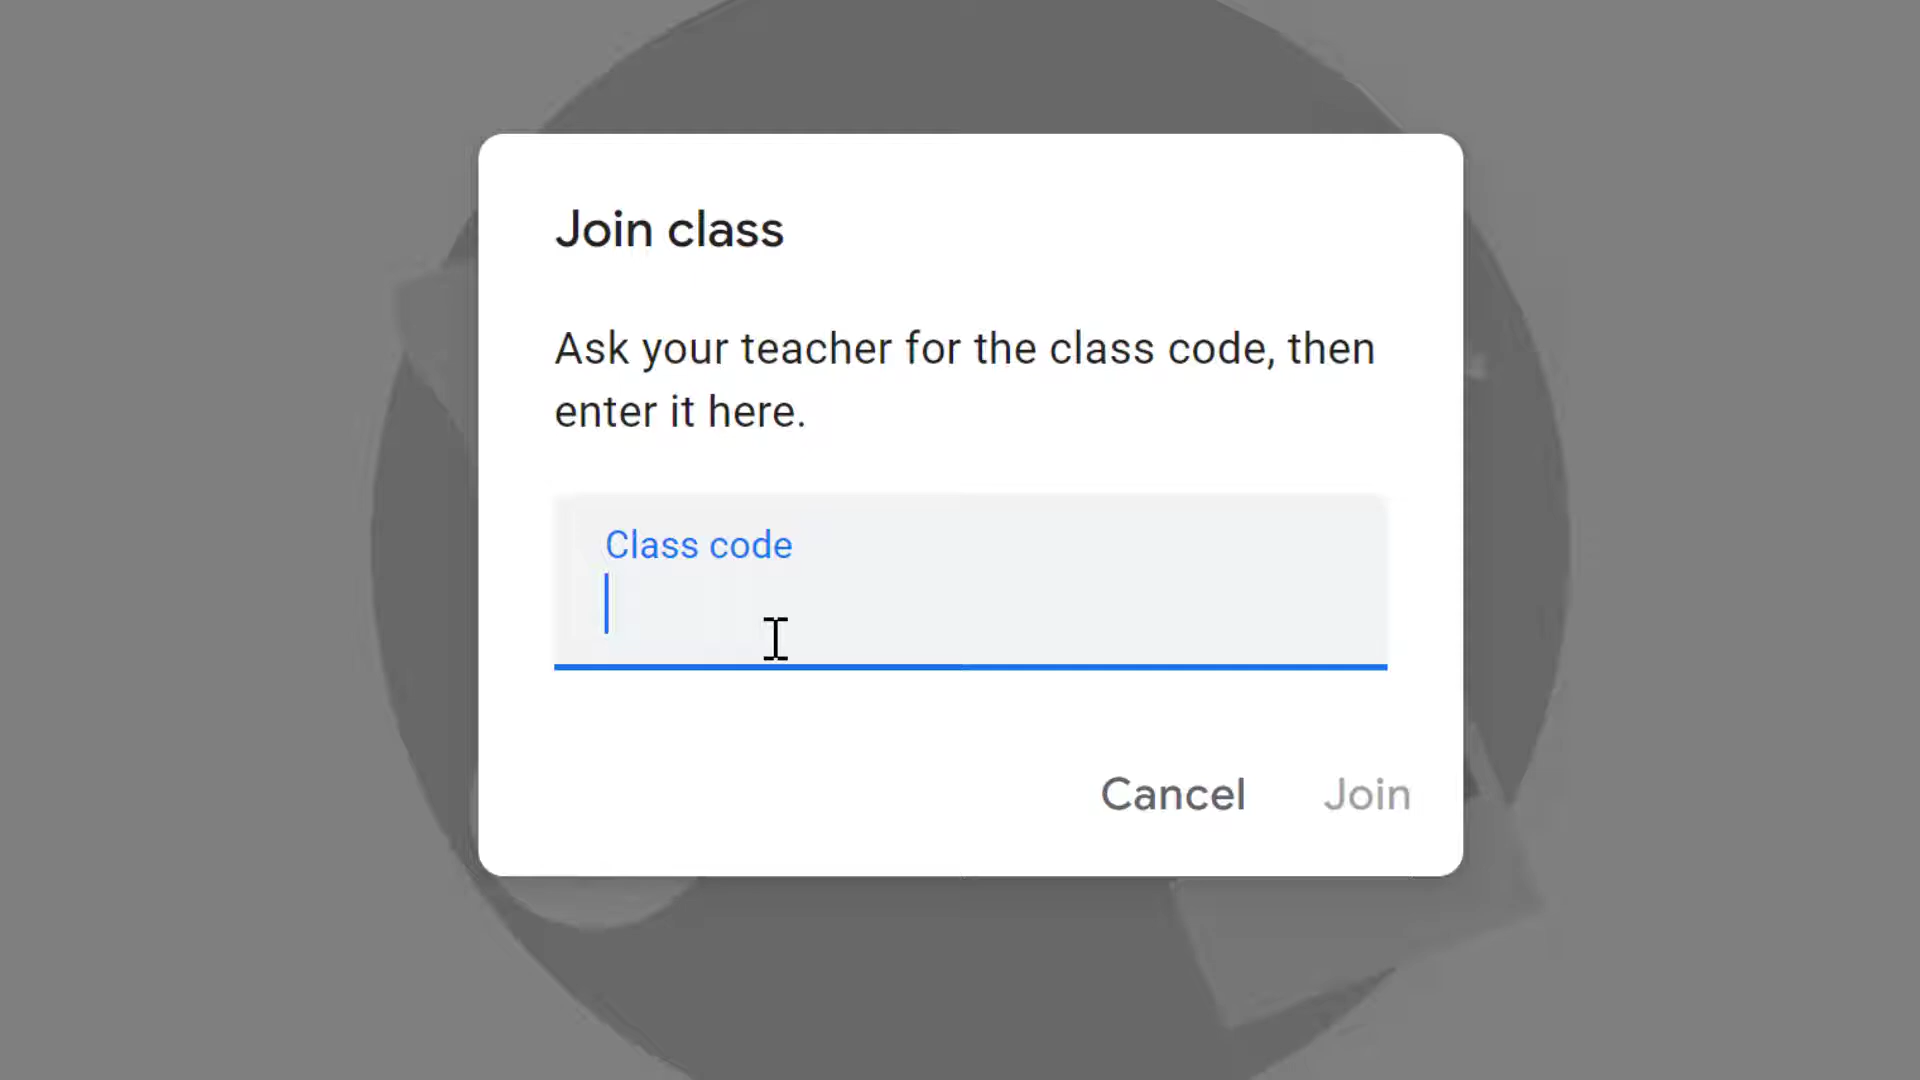 Join class
Ask your teacher for the class code, then
enter it here.
Class code
Cancel Join